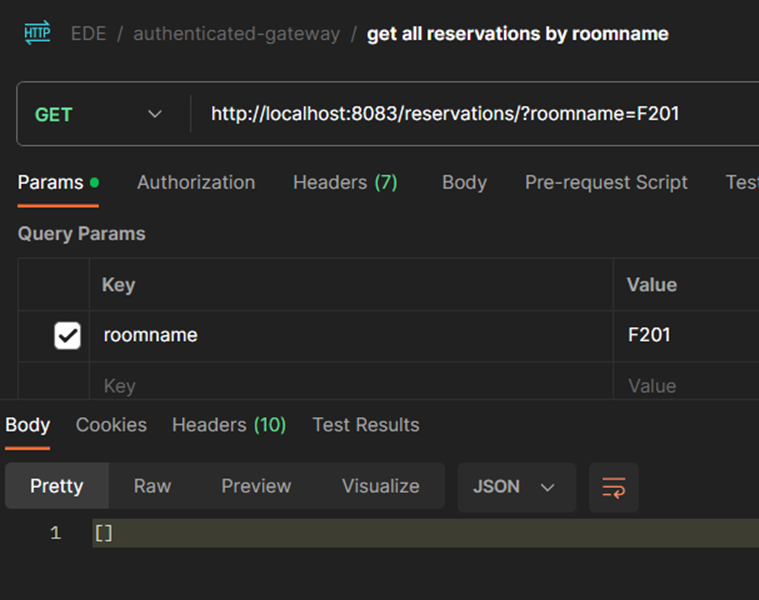 HTTP EDE / authenticated-gateway / get all reservations by roomname
GET http://localhost:8083/reservations/?roomname=F201
Params Authorization Headers (7) Body Pre-request Script Test
Query Params
Key Value
roomname F201
Key Value
Body Cookies Headers (10) Test Results
Pretty Raw Preview Visualize JSON
1 []